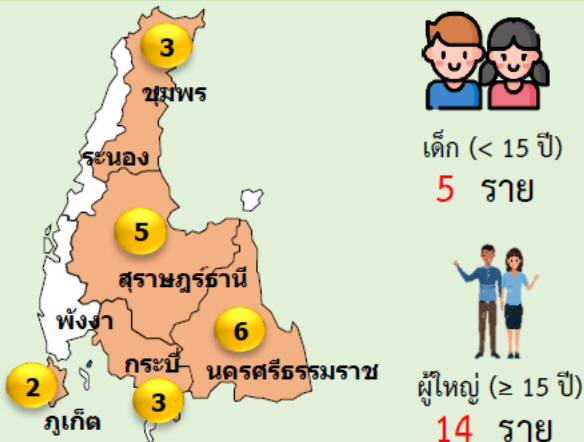 3
ชุมพร
ระนอง
5
สุราษฎร์ธานี
พังงา
6
กระบี่
นครศรีธรรมราช
2
3
ภูเก็ต
เด็ก (< 15 ปี)
5 ราย
ผู้ใหญ่ (≥ 15 ปี)
14 ราย